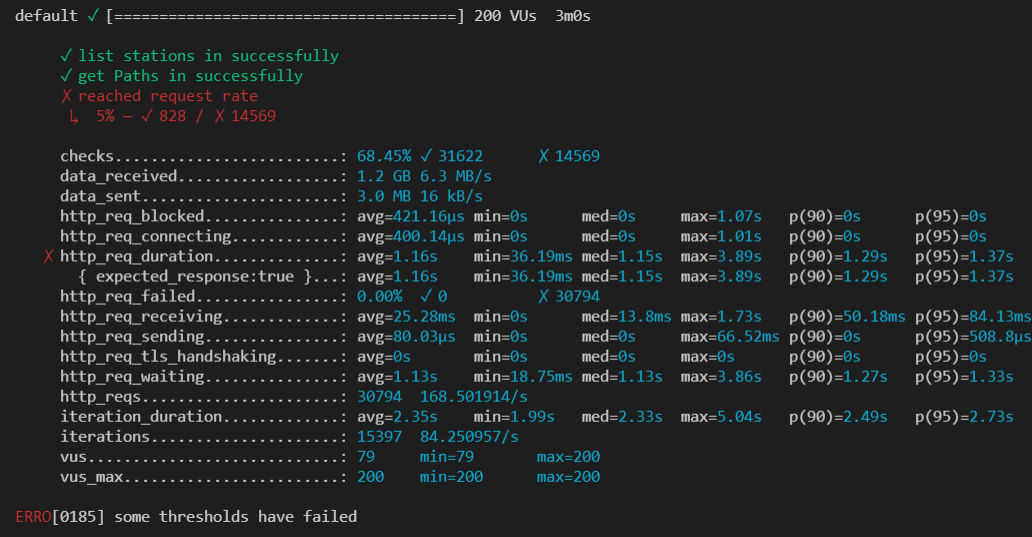 default ✓ [======================================] 200 VUs  3m0s
✓ list stations in successfully
✓ get Paths in successfully
✗ reached request rate
↳  5% — ✓ 828 / ✗ 14569
checks.........................: 68.45% ✓ 31622      ✗ 14569
data_received..................: 1.2 GB 6.3 MB/s
data_sent......................: 3.0 MB 16 kB/s
http_req_blocked...............: avg=421.16µs min=0s      med=0s     max=1.07s   p(90)=0s      p(95)=0s
http_req_connecting............: avg=400.14µs min=0s      med=0s     max=1.01s   p(90)=0s      p(95)=0s
✗ http_req_duration..............: avg=1.16s    min=36.19ms med=1.15s  max=3.89s   p(90)=1.29s   p(95)=1.37s
{ expected_response:true }...: avg=1.16s    min=36.19ms med=1.15s  max=3.89s   p(90)=1.29s   p(95)=1.37s
http_req_failed................: 0.00%  ✓ 0          ✗ 30794
http_req_receiving.............: avg=25.28ms  min=0s      med=13.8ms max=1.73s   p(90)=50.18ms p(95)=84.13ms
http_req_sending...............: avg=80.03µs  min=0s      med=0s     max=66.52ms p(90)=0s      p(95)=508.8µs
http_req_tls_handshaking.......: avg=0s       min=0s      med=0s     max=0s      p(90)=0s      p(95)=0s
http_req_waiting...............: avg=1.13s    min=18.75ms med=1.13s  max=3.86s   p(90)=1.27s   p(95)=1.33s
http_reqs......................: 30794  168.501914/s
iteration_duration.............: avg=2.35s    min=1.99s   med=2.33s  max=5.04s   p(90)=2.49s   p(95)=2.73s
iterations.....................: 15397  84.250957/s
vus............................: 79     min=79       max=200
vus_max........................: 200    min=200      max=200
ERRO[0185] some thresholds have failed